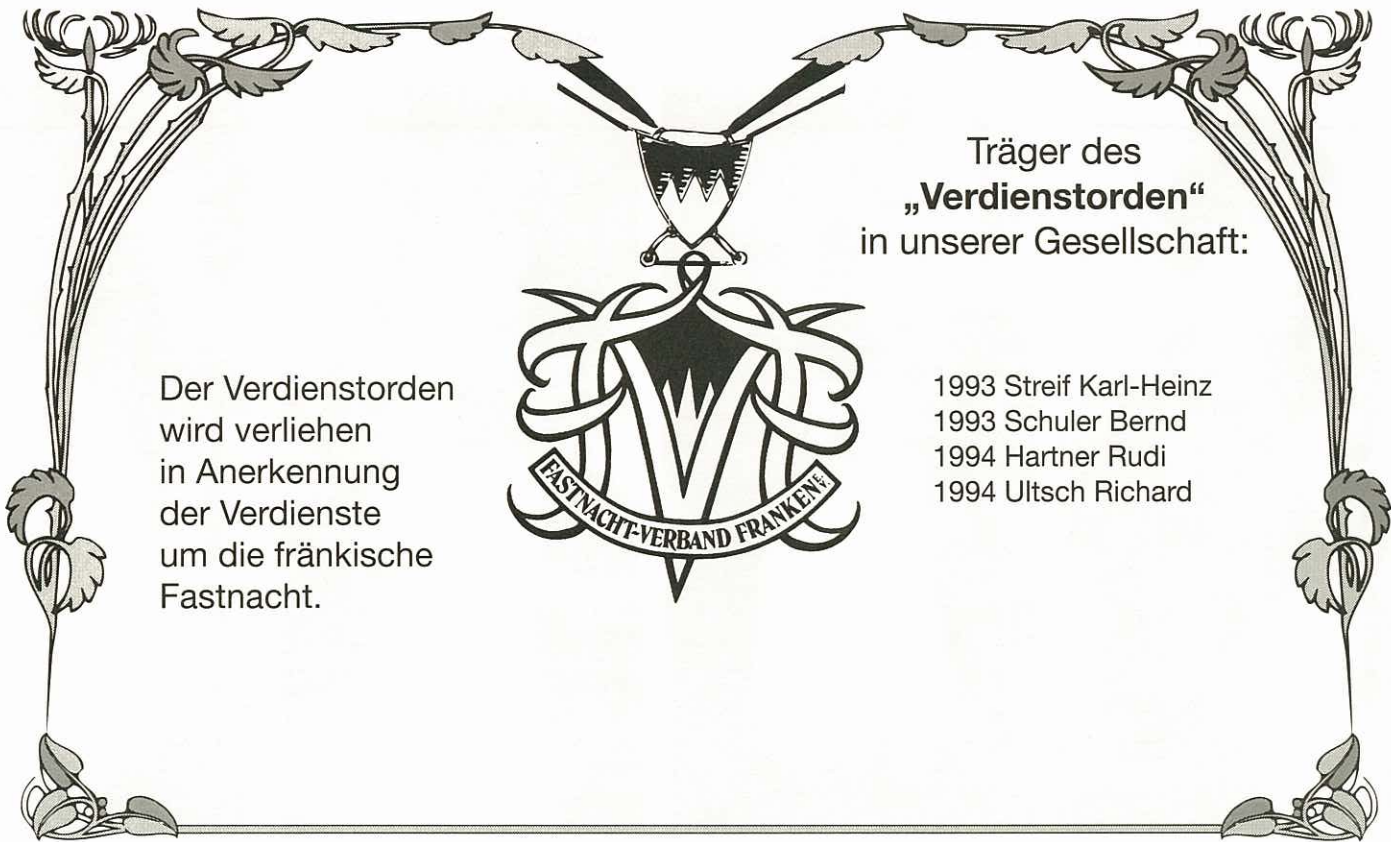 Träger des
„Verdienstorden“
in unserer Gesellschaft:
Der Verdienstorden
wird verliehen
in Anerkennung
der Verdienste
um die fränkische
Fastnacht.
FASTNACHT-VERBAND FRANKEN E.V.
1993 Streif Karl-Heinz
1993 Schuler Bernd
1994 Hartner Rudi
1994 Ultsch Richard